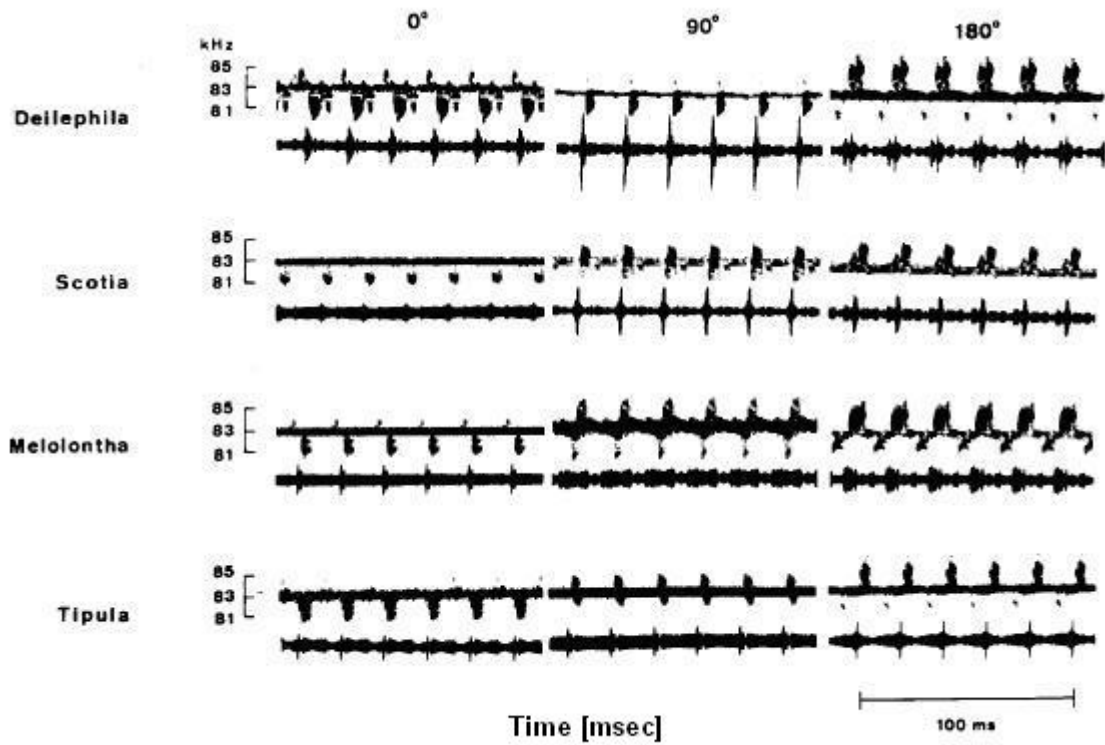 0° 90° 180°
kHz
85
83
81
Deilephila
85
83
81
Scotia
85
83
81
Melolontha
85
83
81
Tipula
100 ms
Time [msec]